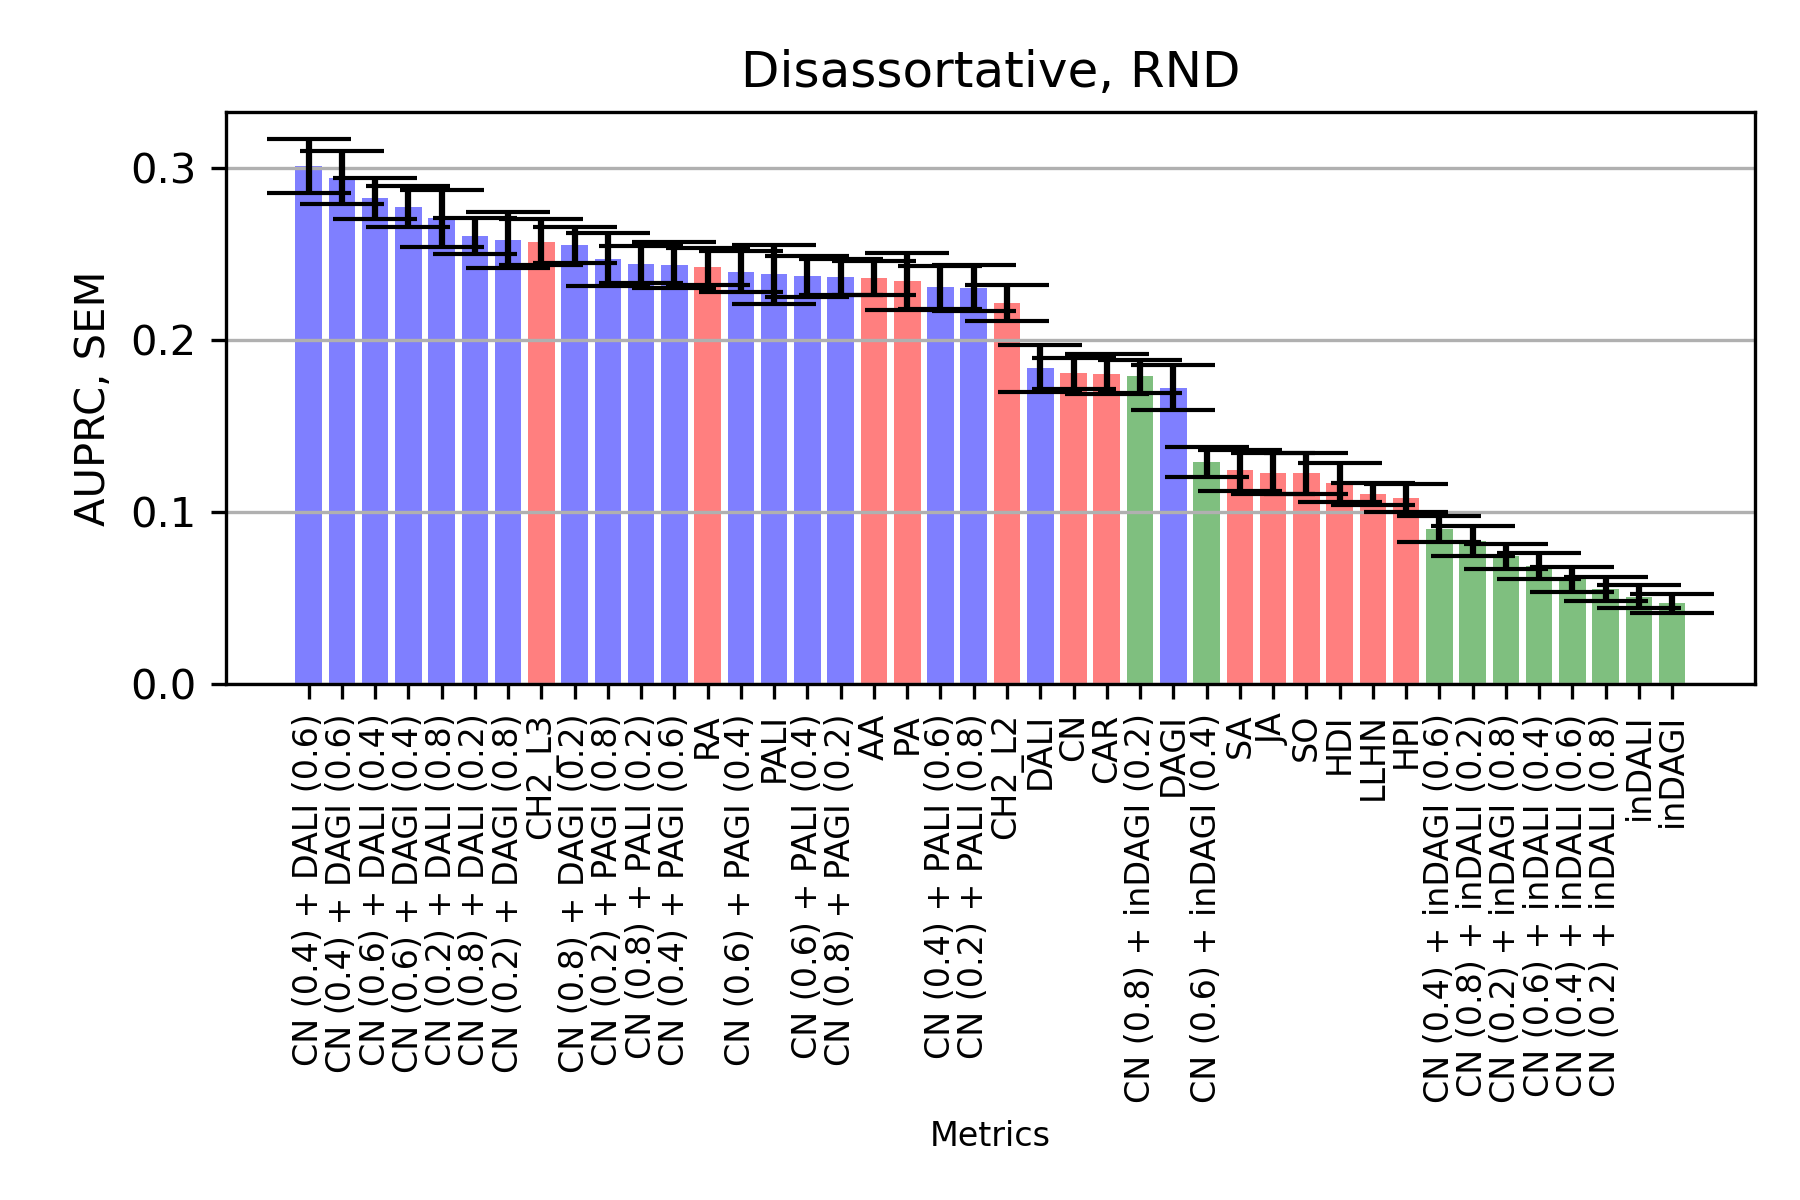 Disassortative, RND
AUPRC, SEM
0.3
0.2
0.1
0.0
CN (0.4) + DALI (0.6)
CN (0.4) + DAGI (0.6)
CN (0.6) + DALI (0.4)
CN (0.6) + DAGI (0.4)
CN (0.2) + DALI (0.8)
CN (0.8) + DALI (0.2)
CN (0.2) + DAGI (0.8)
CH2_L3
CN (0.8) + DAGI (0.2)
CN (0.2) + PAGI (0.8)
CN (0.8) + PALI (0.2)
CN (0.4) + PAGI (0.6)
RA
CN (0.6) + PAGI (0.4)
PALI
CN (0.6) + PALI (0.4)
CN (0.8) + PAGI (0.2)
AA
PA
CN (0.4) + PALI (0.6)
CN (0.2) + PALI (0.8)
CH2_L2
DALI
CN
CAR
CN (0.8) + inDAGI (0.2)
DAGI
CN (0.6) + inDAGI (0.4)
SA
JA
SO
HDI
LLHN
HPI
CN (0.4) + inDAGI (0.6)
CN (0.8) + inDALI (0.2)
CN (0.2) + inDAGI (0.8)
CN (0.6) + inDALI (0.4)
CN (0.4) + inDALI (0.6)
CN (0.2) + inDALI (0.8)
inDALI
inDAGI
Metrics